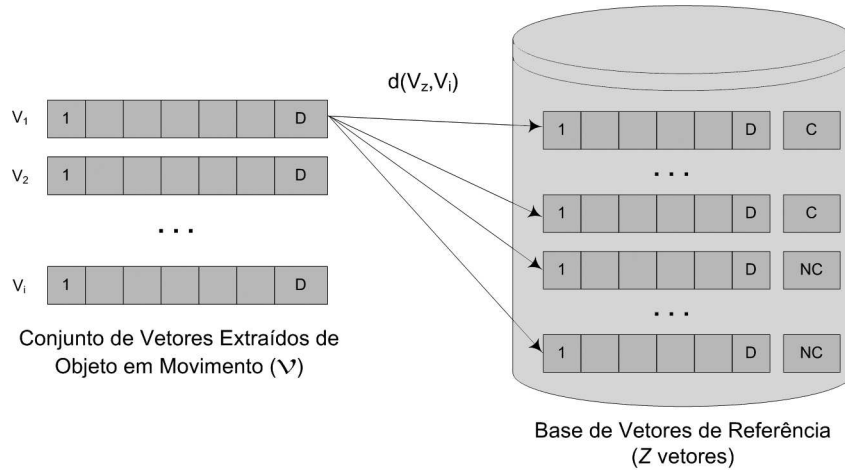 d(Vz,Vi)
V1 1 D
V2 1 D
. . .
Vi 1 D
Conjunto de Vetores Extraídos de
Objeto em Movimento (𝒱)
1 D C
. . .
1 D C
1 D NC
. . .
1 D NC
Base de Vetores de Referência
(Z vetores)